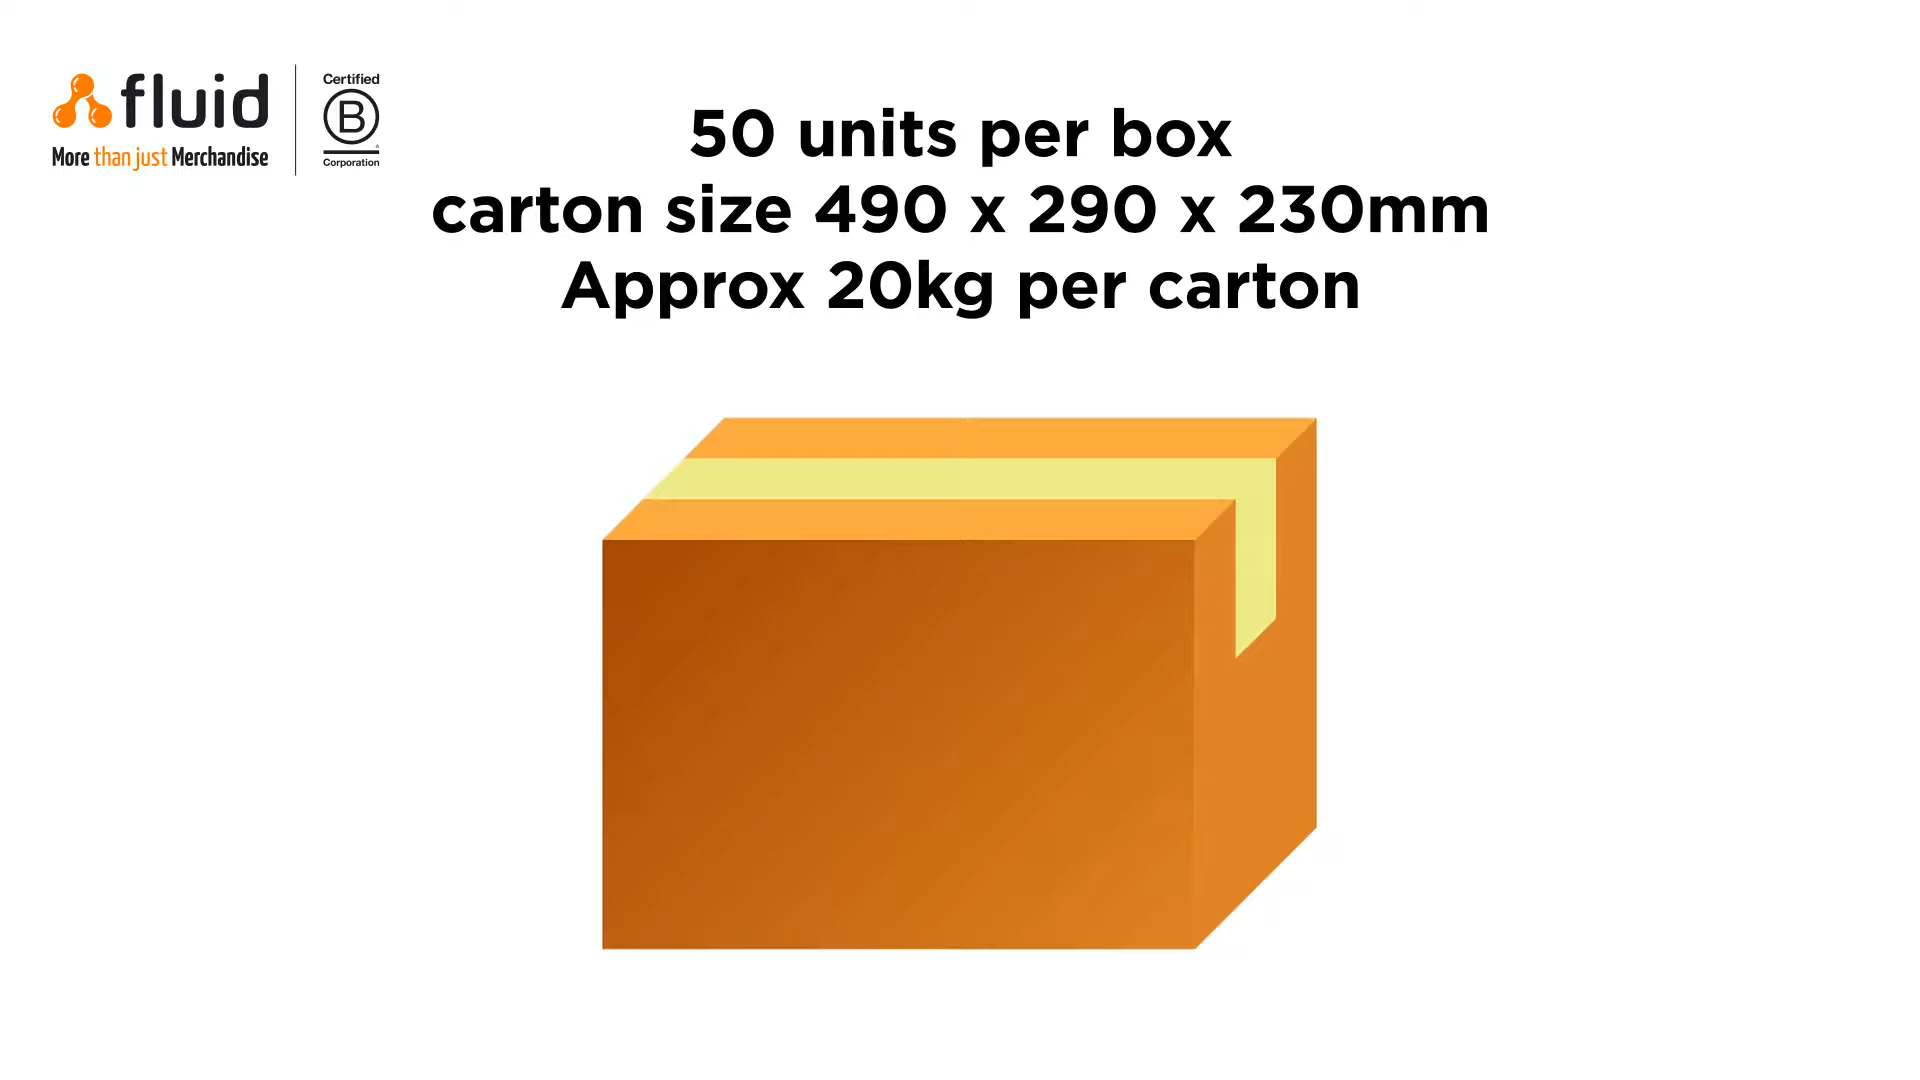 fluid
More than just Merchandise
Certified
B
Corporation
50 units per box
carton size 490 x 290 x 230mm
Approx 20kg per carton